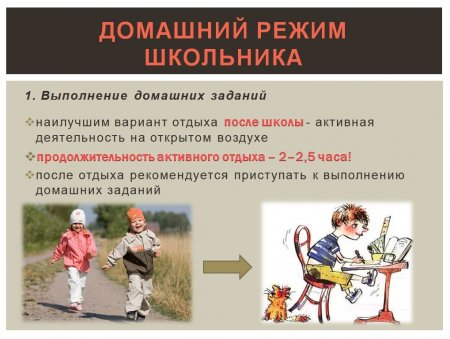 ДОМАШНИЙ РЕЖИМ
ШКОЛЬНИКА
1. Выполнение домашних заданий
наилучшим вариант отдыха после школы - активная
деятельность на открытом воздухе
продолжительность активного отдыха – 2–2,5 часа!
после отдыха рекомендуется приступать к выполнению
домашних заданий